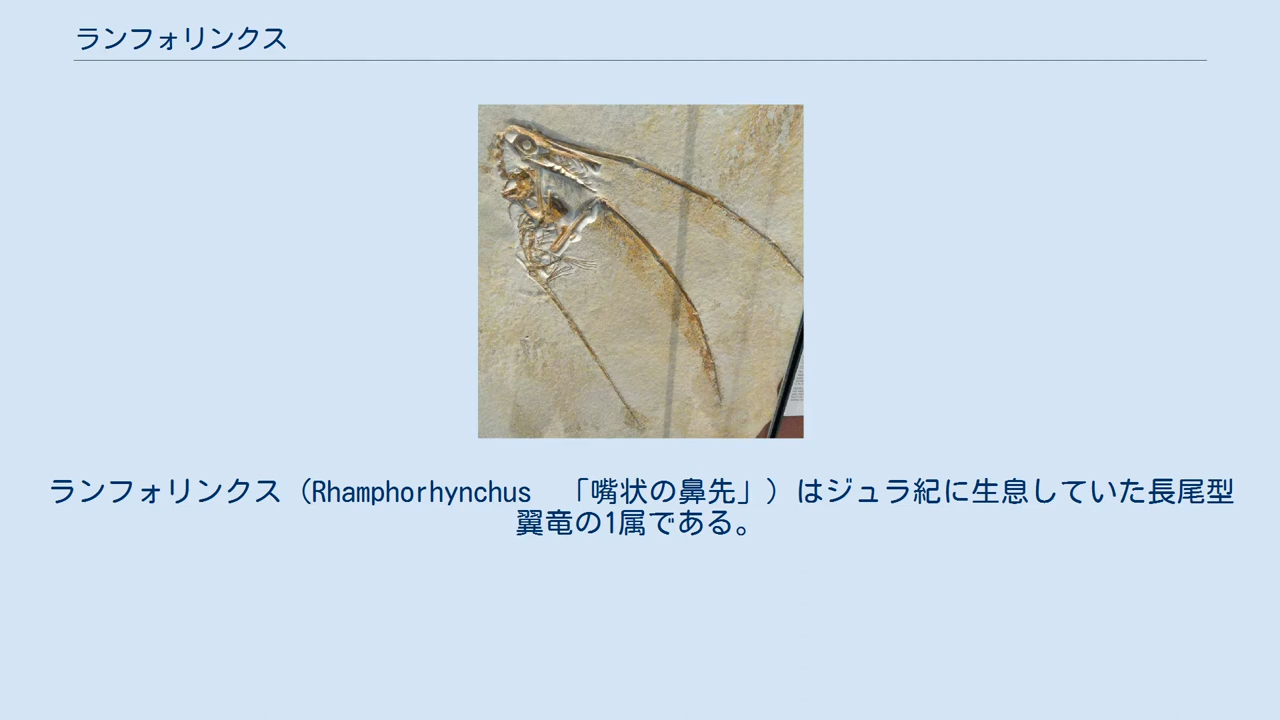 ランフォリンクス
ランフォリンクス（Rhamphorhynchus　「嘴状の鼻先」）はジュラ紀に生息していた長尾型
翼竜の1属である。